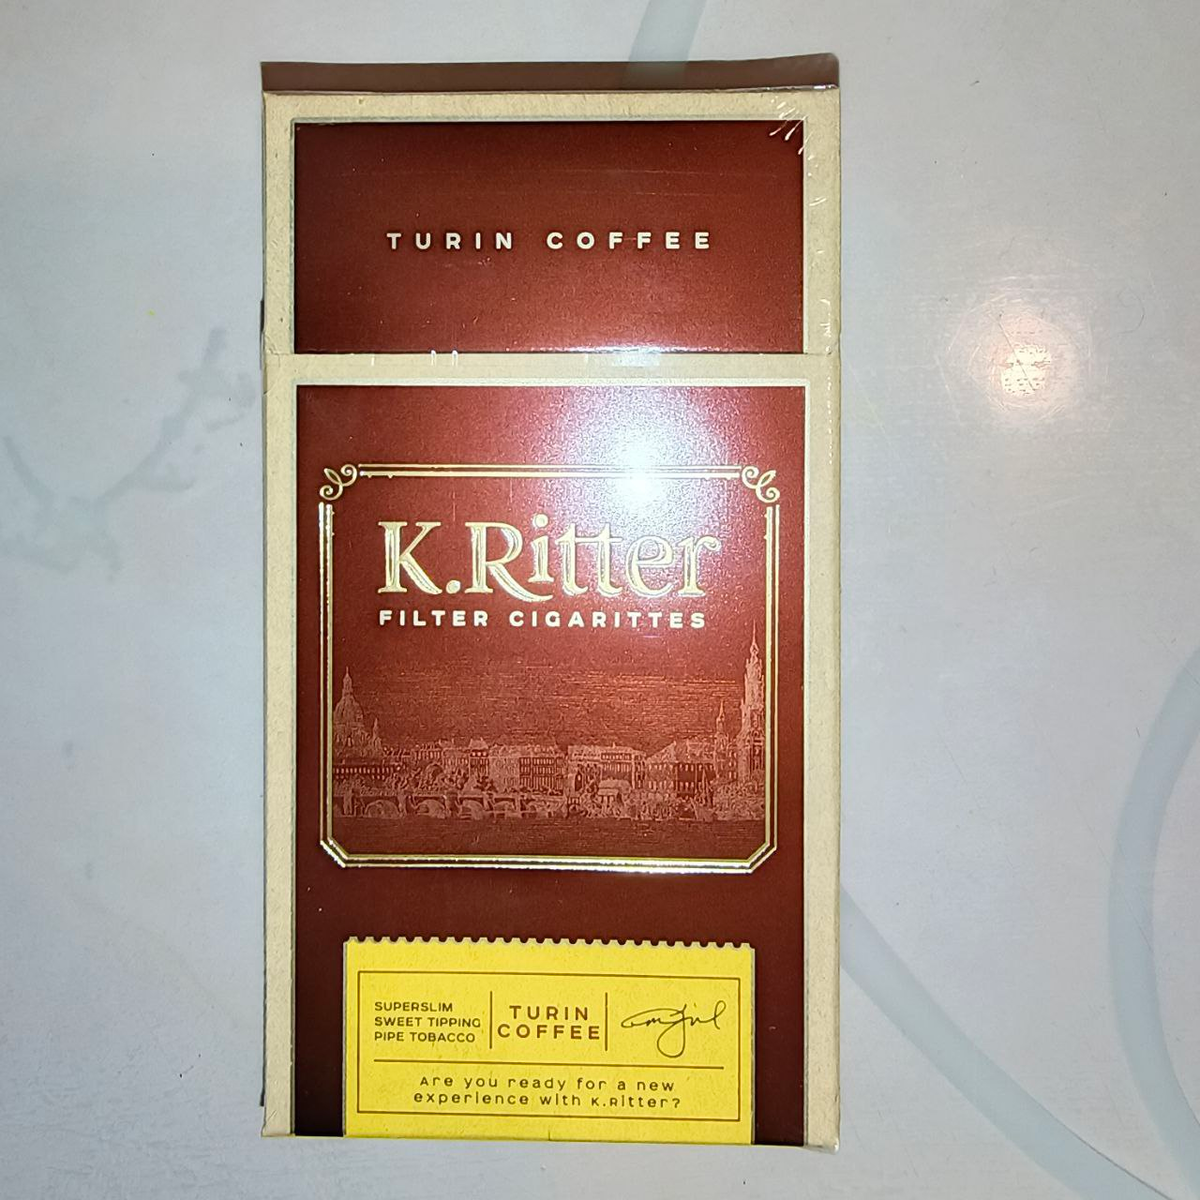 TURIN COFFEE
K.Ritter
FILTER CIGARITTES
SUPERSLIM
SWEET TIPPING
PIPE TOBACCO
TURIN
COFFEE
Are you ready for a new
experience with K.Ritter?